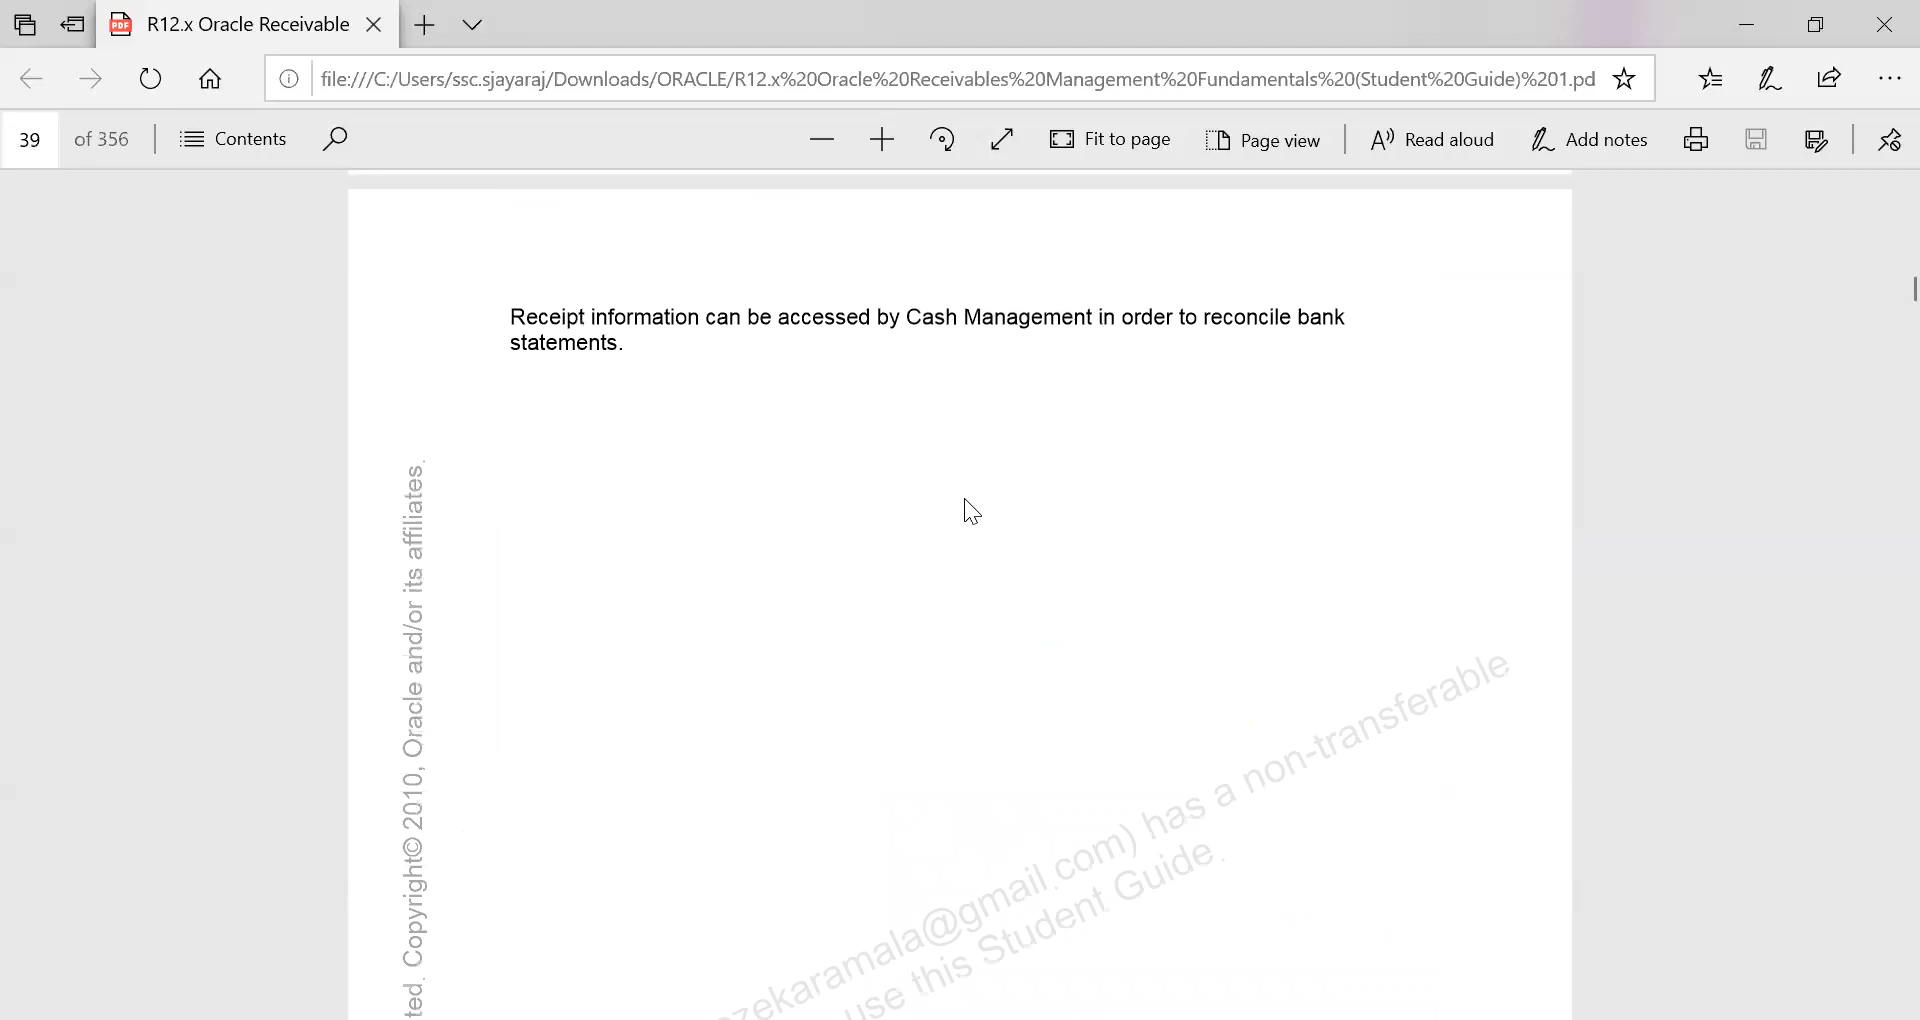 R12.x Oracle Receivable
file:///C:/Users/ssc.sjayaraj/Downloads/ORACLE/R12.x%20Oracle%20Receivables%20Management%20Fundamentals%20(Student%20Guide)%201.pd
39 of 356 Contents Fit to page Page view Read aloud Add notes
Receipt information can be accessed by Cash Management in order to reconcile bank
statements.
ted. Copyright© 2010, Oracle and/or its affiliates.
zekaramala@gmail.com) has a non-transferable
use this Student Guide.